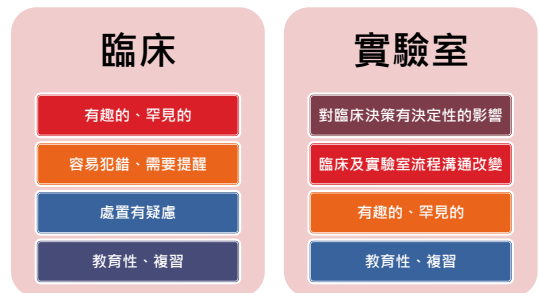 臨床
有趣的、罕見的
容易犯錯、需要提醒
處置有疑慮
教育性、複習
實驗室
對臨床決策有決定性的影響
臨床及實驗室流程溝通改變
有趣的、罕見的
教育性、複習